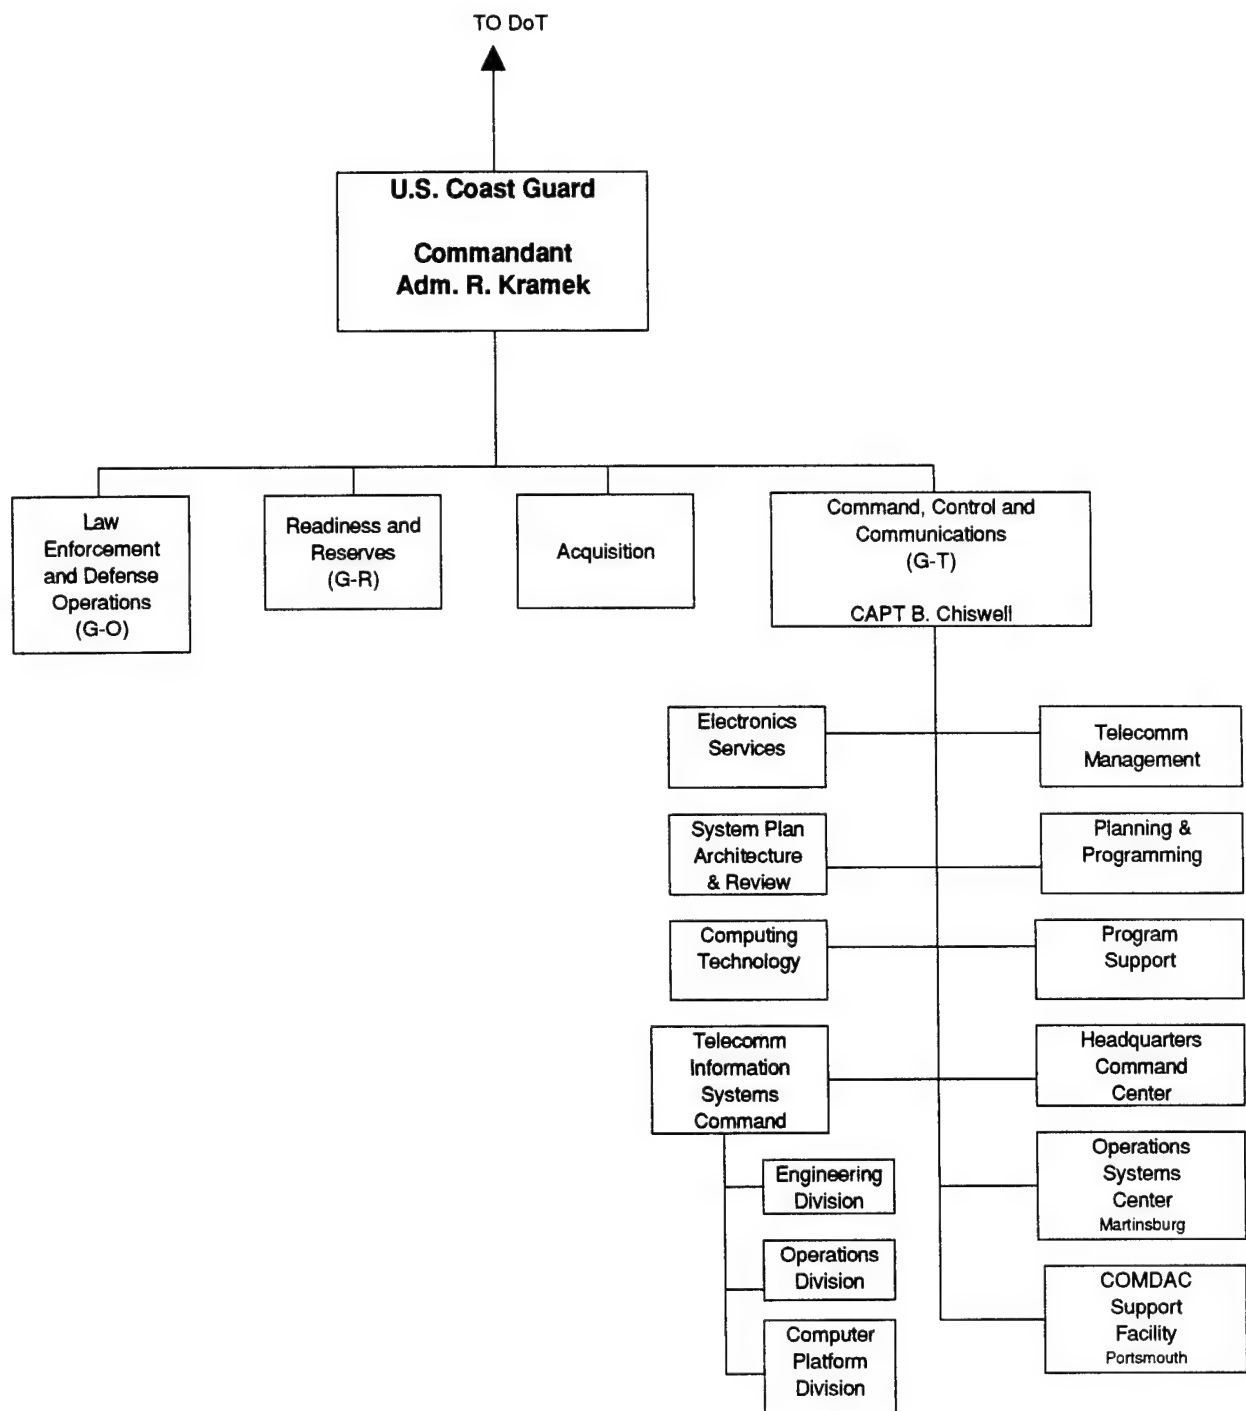 TO DoT
U.S. Coast Guard
Commandant
Adm. R. Kramek
Law
Enforcement
and Defense
Operations
(G-O)
Readiness and
Reserves
(G-R)
Acquisition
Command, Control and
Communications
(G-T)
CAPT B. Chiswell
Electronics
Services
Telecomm
Management
System Plan
Architecture
& Review
Planning &
Programming
Computing
Technology
Program
Support
Telecomm
Information
Systems
Command
Headquarters
Command
Center
Engineering
Division
Operations
Division
Computer
Platform
Division
Operations
Systems
Center
Martinsburg
COMDAC
Support
Facility
Portsmouth